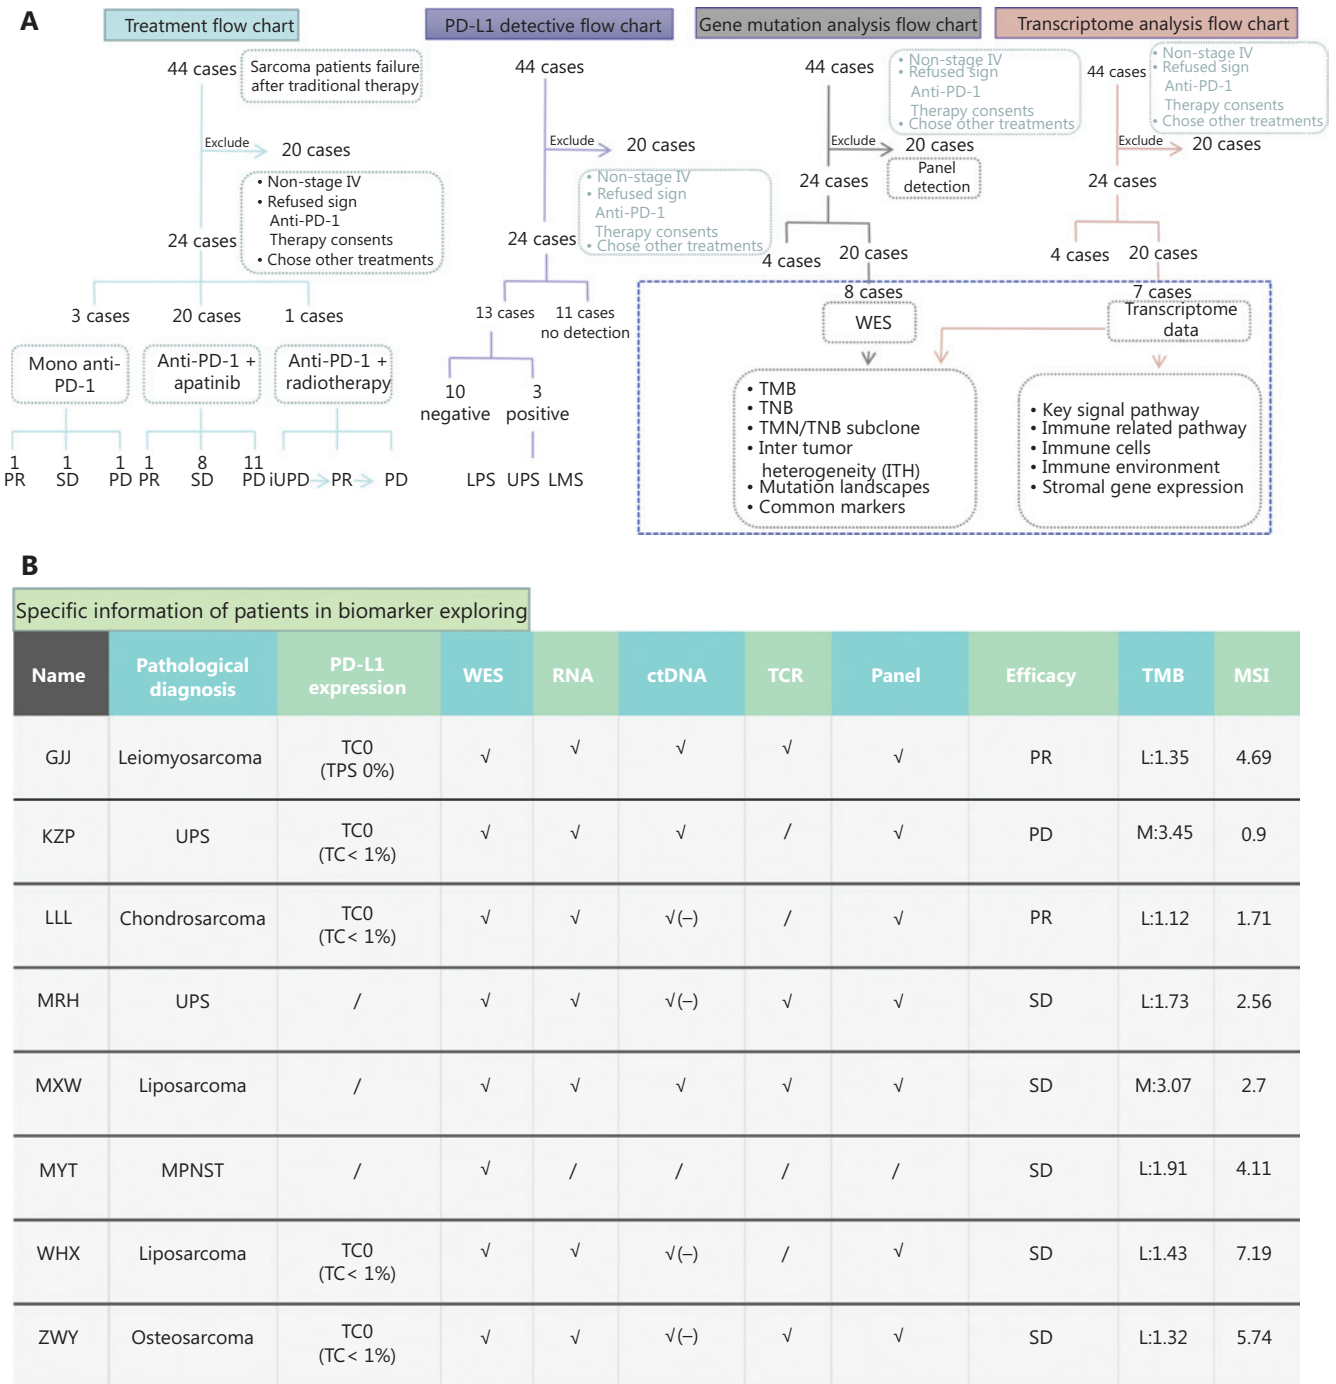 A
Treatment flow chart
44 cases
Sarcoma patients failure
after traditional therapy
Exclude
20 cases
• Non-stage IV
• Refused sign
Anti-PD-1
Therapy consents
• Chose other treatments
24 cases
3 cases
20 cases
1 cases
Mono anti-
PD-1
Anti-PD-1 +
apatinib
Anti-PD-1 +
radiotherapy
1 1 1 1 8 11
PR SD PD PR SD PD iUPD PR PD
PD-L1 detective flow chart
44 cases
Exclude
20 cases
• Non-stage IV
• Refused sign
Anti-PD-1
Therapy consents
• Chose other treatments
24 cases
13 cases
11 cases
no detection
10
negative
3
positive
LPS UPS LMS
Gene mutation analysis flow chart
44 cases
• Non-stage IV
• Refused sign
Anti-PD-1
Therapy consents
• Chose other treatments
Exclude
20 cases
Panel
detection
24 cases
4 cases
20 cases
8 cases
WES
• TMB
• TNB
• TMN/TNB subclone
• Inter tumor
heterogeneity (ITH)
• Mutation landscapes
• Common markers
Transcriptome analysis flow chart
44 cases
• Non-stage IV
• Refused sign
Anti-PD-1
Therapy consents
• Chose other treatments
Exclude
20 cases
24 cases
4 cases
20 cases
7 cases
Transcriptome
data
• Key signal pathway
• Immune related pathway
• Immune cells
• Immune environment
• Stromal gene expression
B
Specific information of patients in biomarker exploring
Name Pathological diagnosis PD-L1 expression WES RNA ctDNA TCR Panel Efficacy TMB MSI
GJJ Leiomyosarcoma TC0 (TPS 0%) √ √ √ √ √ PR L:1.35 4.69
KZP UPS TC0 (TC< 1%) √ √ √ / √ PD M:3.45 0.9
LLL Chondrosarcoma TC0 (TC< 1%) √ √ √(–) / √ PR L:1.12 1.71
MRH UPS / √ √ √(–) √ √ SD L:1.73 2.56
MXW Liposarcoma / √ √ √ √ √ SD M:3.07 2.7
MYT MPNST / √ / / / / SD L:1.91 4.11
WHX Liposarcoma TC0 (TC< 1%) √ √ √(–) / √ SD L:1.43 7.19
ZWY Osteosarcoma TC0 (TC< 1%) √ √ √(–) √ √ SD L:1.32 5.74